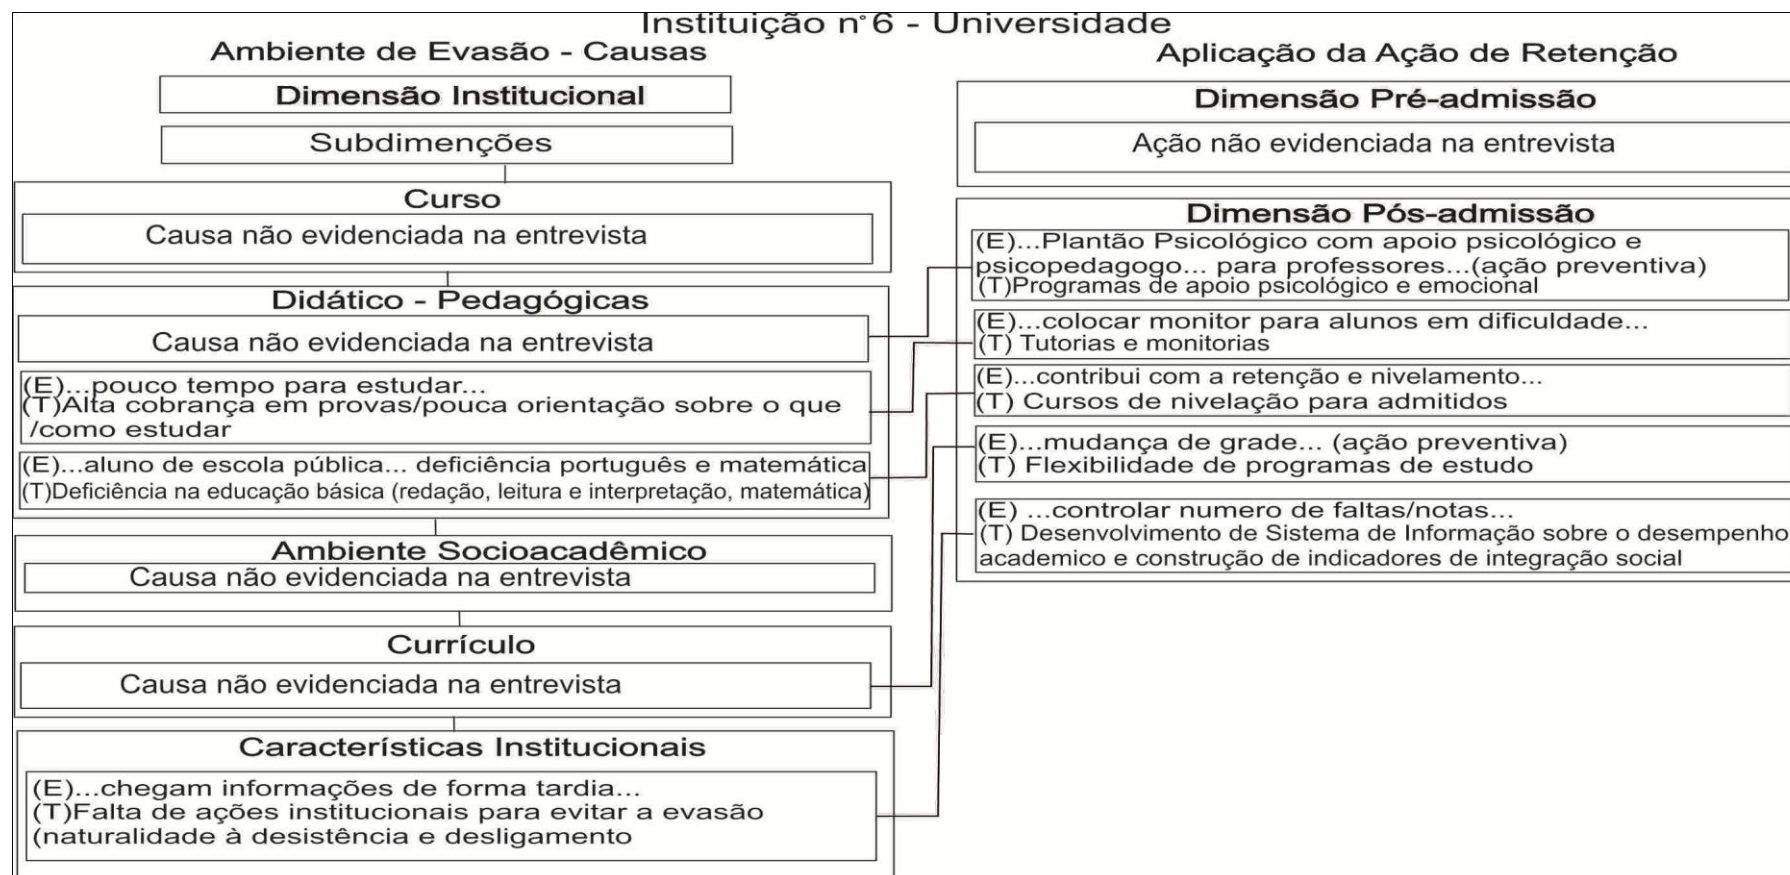 Instituição n°6 - Universidade
Ambiente de Evasão - Causas
Dimensão Institucional
Subdimenções
Curso
Causa não evidenciada na entrevista
Didático - Pedagógicas
Causa não evidenciada na entrevista
(E)...pouco tempo para estudar...
(T)Alta cobrança em provas/pouca orientação sobre o que
/como estudar
(E)...aluno de escola pública... deficiência português e matemática
(T)Deficiência na educação básica (redação, leitura e interpretação, matemática)
Ambiente Socioacadêmico
Causa não evidenciada na entrevista
Currículo
Causa não evidenciada na entrevista
Características Institucionais
(E)...chegam informações de forma tardia...
(T)Falta de ações institucionais para evitar a evasão
(naturalidade à desistência e desligamento
Aplicação da Ação de Retenção
Dimensão Pré-admissão
Ação não evidenciada na entrevista
Dimensão Pós-admissão
(E)...Plantão Psicológico com apoio psicológico e
psicopedagogo... para professores...(ação preventiva)
(T)Programas de apoio psicológico e emocional
(E)...colocar monitor para alunos em dificuldade...
(T) Tutorias e monitorias
(E)...contribui com a retenção e nivelamento...
(T) Cursos de nivelação para admitidos
(E)...mudança de grade... (ação preventiva)
(T) Flexibilidade de programas de estudo
(E) ...controlar numero de faltas/notas...
(T) Desenvolvimento de Sistema de Informação sobre o desempenho
academico e construção de indicadores de integração social